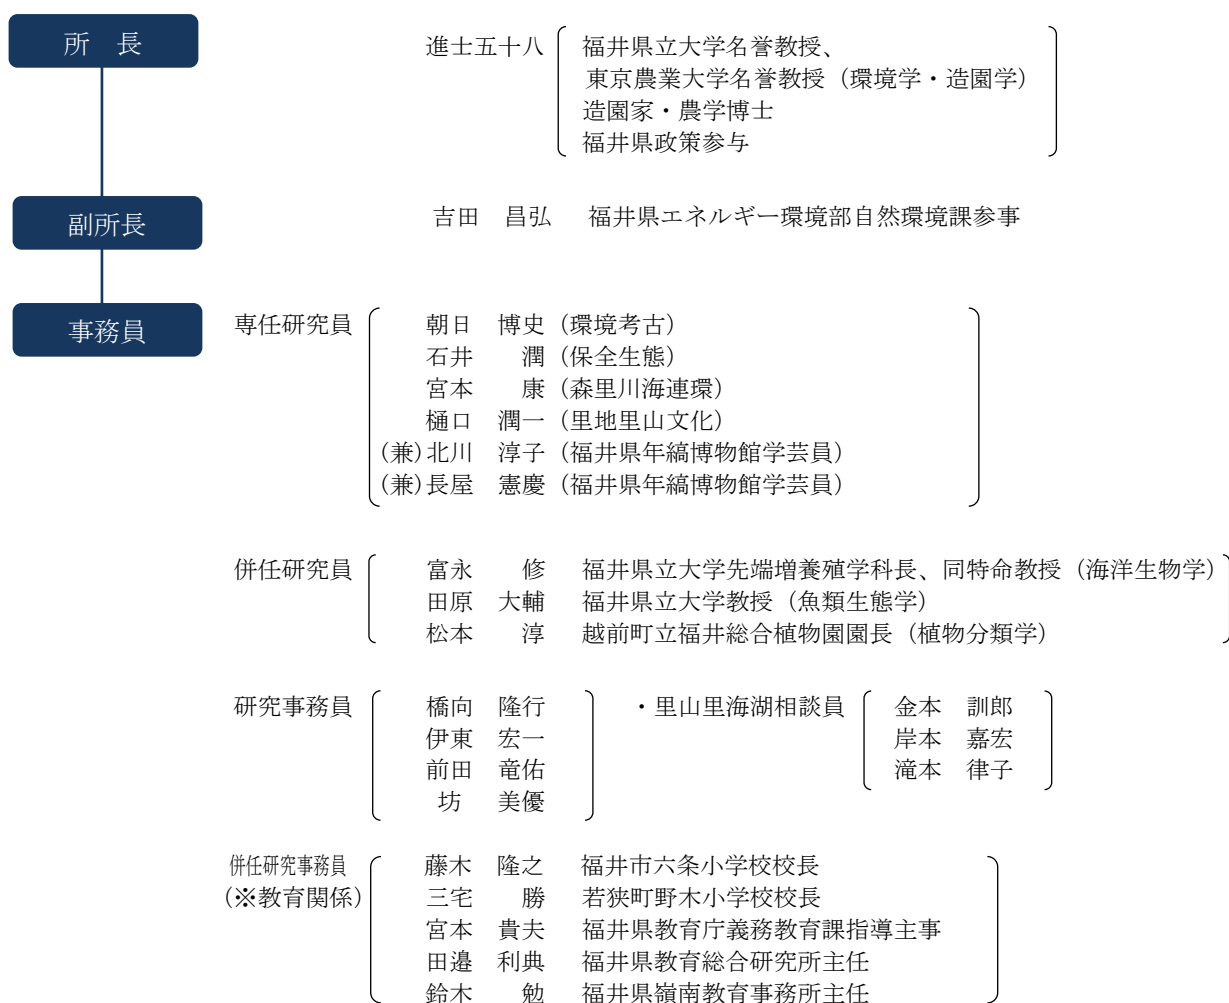 所　長
進士五十八 福井県立大学名誉教授、
東京農業大学名誉教授（環境学・造園学）
造園家・農学博士
福井県政策参与
副所長
吉田　昌弘　福井県エネルギー環境部自然環境課参事
事務員
専任研究員　朝日　博史（環境考古）
石井　　潤（保全生態）
宮本　　康（森里川海連環）
樋口　潤一（里地里山文化）
(兼)北川　淳子（福井県年縞博物館学芸員）
(兼)長屋　憲慶（福井県年縞博物館学芸員）
併任研究員　富永　　修　福井県立大学先端増養殖学科長、同特命教授（海洋生物学）
田原　大輔　福井県立大学教授（魚類生態学）
松本　　淳　越前町立福井総合植物園園長（植物分類学）
研究事務員　橋向　隆行　・里山里海湖相談員　金本　訓郎
伊東　宏一　岸本　嘉宏
前田　竜佑　滝本　律子
坊　　美優
併任研究事務員　藤木　隆之　福井市六条小学校校長
（※教育関係）　三宅　　勝　若狭町野木小学校校長
宮本　貴夫　福井県教育庁義務教育課指導主事
田邉　利典　福井県教育総合研究所主任
鈴木　　勉　福井県嶺南教育事務所主任